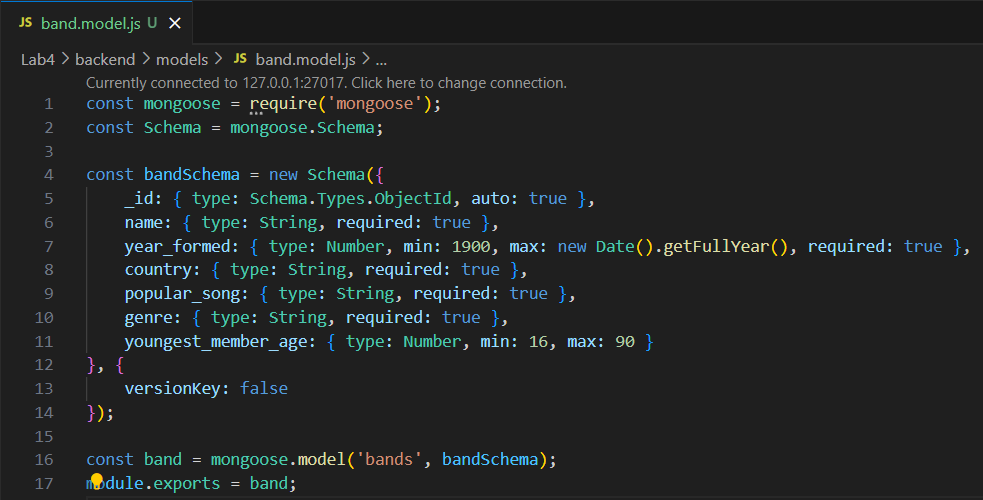 JS band.model.js U ×
Lab4 > backend > models > JS band.model.js > ...
Currently connected to 127.0.0.1:27017. Click here to change connection.
1 const mongoose = require('mongoose');
2 const Schema = mongoose.Schema;
3
4 const bandSchema = new Schema({
5     _id: { type: Schema.Types.ObjectId, auto: true },
6     name: { type: String, required: true },
7     year_formed: { type: Number, min: 1900, max: new Date().getFullYear(), required: true },
8     country: { type: String, required: true },
9     popular_song: { type: String, required: true },
10     genre: { type: String, required: true },
11     youngest_member_age: { type: Number, min: 16, max: 90 }
12 }, {
13     versionKey: false
14 });
15
16 const band = mongoose.model('bands', bandSchema);
17 module.exports = band;